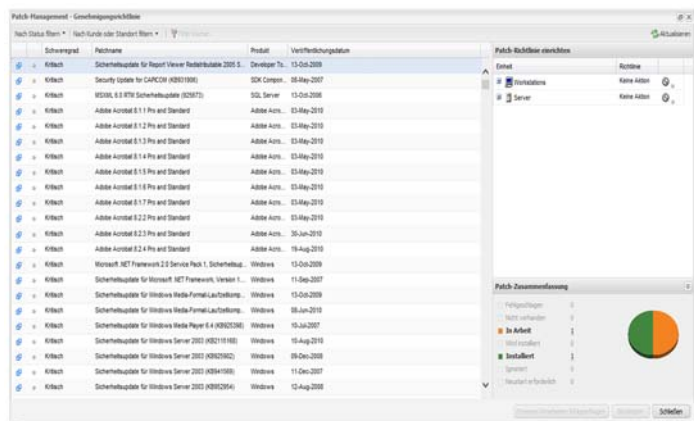 Patch-Management - Genehmigungsrichtlinie
Nach Status filtern Nach Kunde oder Standort filtern Aktualisieren
Schweregrad Patchname Produkt Veröffentlichungsdatum
Kritisch Sicherheitsupdate für Report Viewer Redistributable 2005 S... Developer To... 13-Oct-2009
Kritisch Security Update for CAPICOM (KB931906) SDK Compon... 08-May-2007
Kritisch MSXML 6.0 RTM Sicherheitsupdate (925673) SQL Server 13-Oct-2006
Kritisch Adobe Acrobat 8.1.1 Pro and Standard Adobe Acro... 03-May-2010
Kritisch Adobe Acrobat 8.1.2 Pro and Standard Adobe Acro... 03-May-2010
Kritisch Adobe Acrobat 8.1.3 Pro and Standard Adobe Acro... 03-May-2010
Kritisch Adobe Acrobat 8.1.4 Pro and Standard Adobe Acro... 03-May-2010
Kritisch Adobe Acrobat 8.1.5 Pro and Standard Adobe Acro... 03-May-2010
Kritisch Adobe Acrobat 8.1.6 Pro and Standard Adobe Acro... 03-May-2010
Kritisch Adobe Acrobat 8.1.7 Pro and Standard Adobe Acro... 03-May-2010
Kritisch Adobe Acrobat 8.2.2 Pro and Standard Adobe Acro... 03-May-2010
Kritisch Adobe Acrobat 8.2.3 Pro and Standard Adobe Acro... 30-Jun-2010
Kritisch Adobe Acrobat 8.2.4 Pro and Standard Adobe Acro... 19-Aug-2010
Kritisch Microsoft .NET Framework 2.0 Service Pack 1, Sicherheitsup... Windows 13-Oct-2009
Kritisch Sicherheitsupdate für Microsoft .NET Framework, Version 1.... Windows 11-Sep-2007
Kritisch Sicherheitsupdate für Windows Media-Format-Laufzeitkomp... Windows 13-Oct-2009
Kritisch Sicherheitsupdate für Windows Media-Format-Laufzeitkomp... Windows 08-Jun-2010
Kritisch Sicherheitsupdate für Windows Media Player 6.4 (KB925398) Windows 10-Jul-2007
Kritisch Sicherheitsupdate für Windows Server 2003 (KB2115168) Windows 10-Aug-2010
Kritisch Sicherheitsupdate für Windows Server 2003 (KB925902) Windows 09-Dec-2008
Kritisch Sicherheitsupdate für Windows Server 2003 (KB941569) Windows 11-Dec-2007
Kritisch Sicherheitsupdate für Windows Server 2003 (KB952954) Windows 12-Aug-2008
Patch-Richtlinie einrichten
Einheit Richtlinie
Workstations Keine Aktion
Server Keine Aktion
Patch-Zusammenfassung
Fehlgeschlagen 0
Nicht vorhanden 0
In Arbeit 1
Wird installiert 0
Installiert 1
Ignoriert 0
Neustart erforderlich 0
Schließen